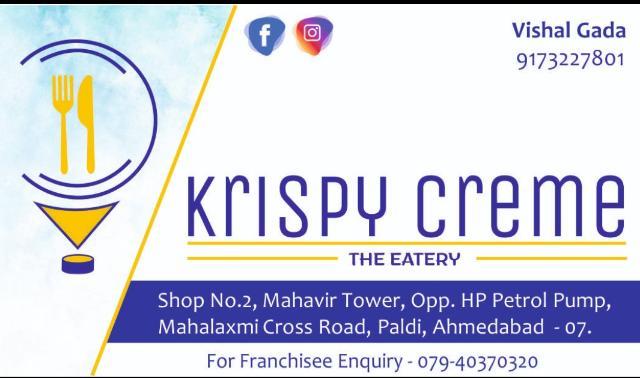 Vishal Gada
9173227801
Krispy Creme
THE EATERY
Shop No.2, Mahavir Tower, Opp. HP Petrol Pump,
Mahalaxmi Cross Road, Paldi, Ahmedabad - 07.
For Franchisee Enquiry - 079-40370320